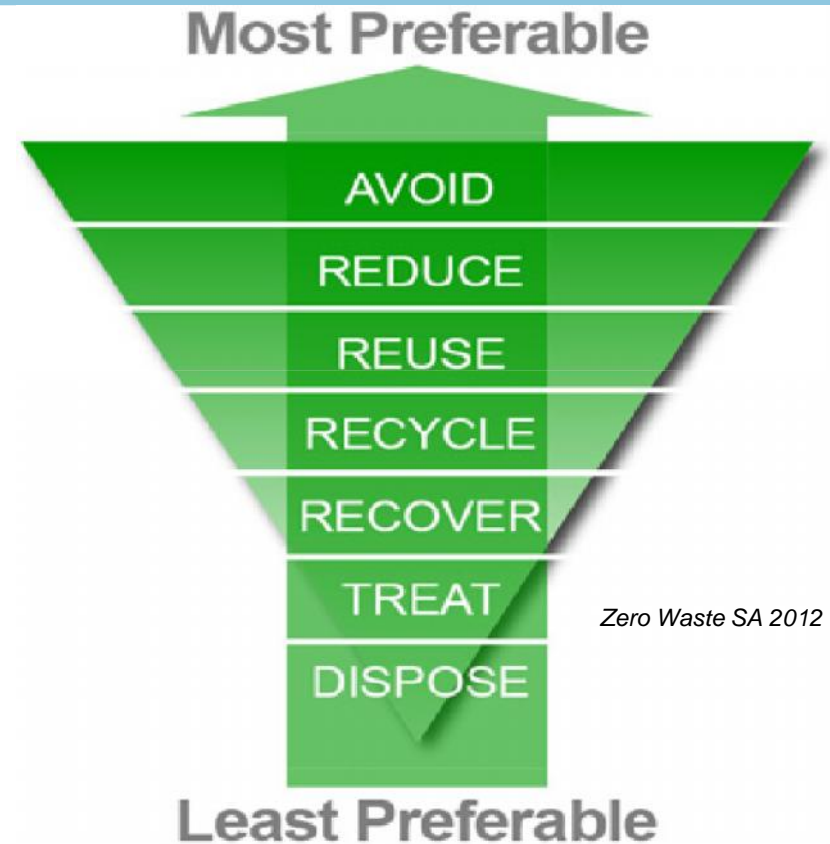 Most Preferable
AVOID
REDUCE
REUSE
RECYCLE
RECOVER
TREAT
Zero Waste SA 2012
DISPOSE
Least Preferable